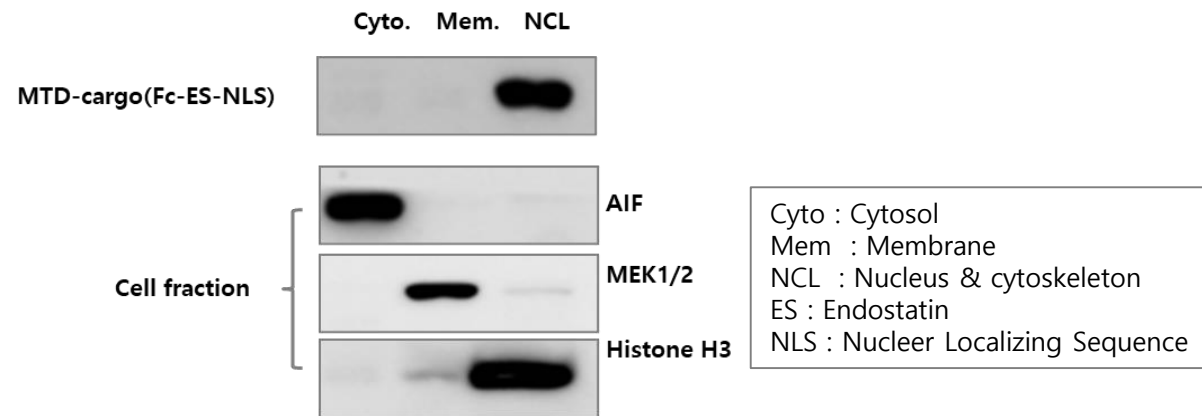 Cyto. Mem. NCL
MTD-cargo(Fc-ES-NLS)
AIF
MEK1/2
Cell fraction
Histone H3
Cyto : Cytosol
Mem : Membrane
NCL : Nucleus & cytoskeleton
ES : Endostatin
NLS : Nucleer Localizing Sequence